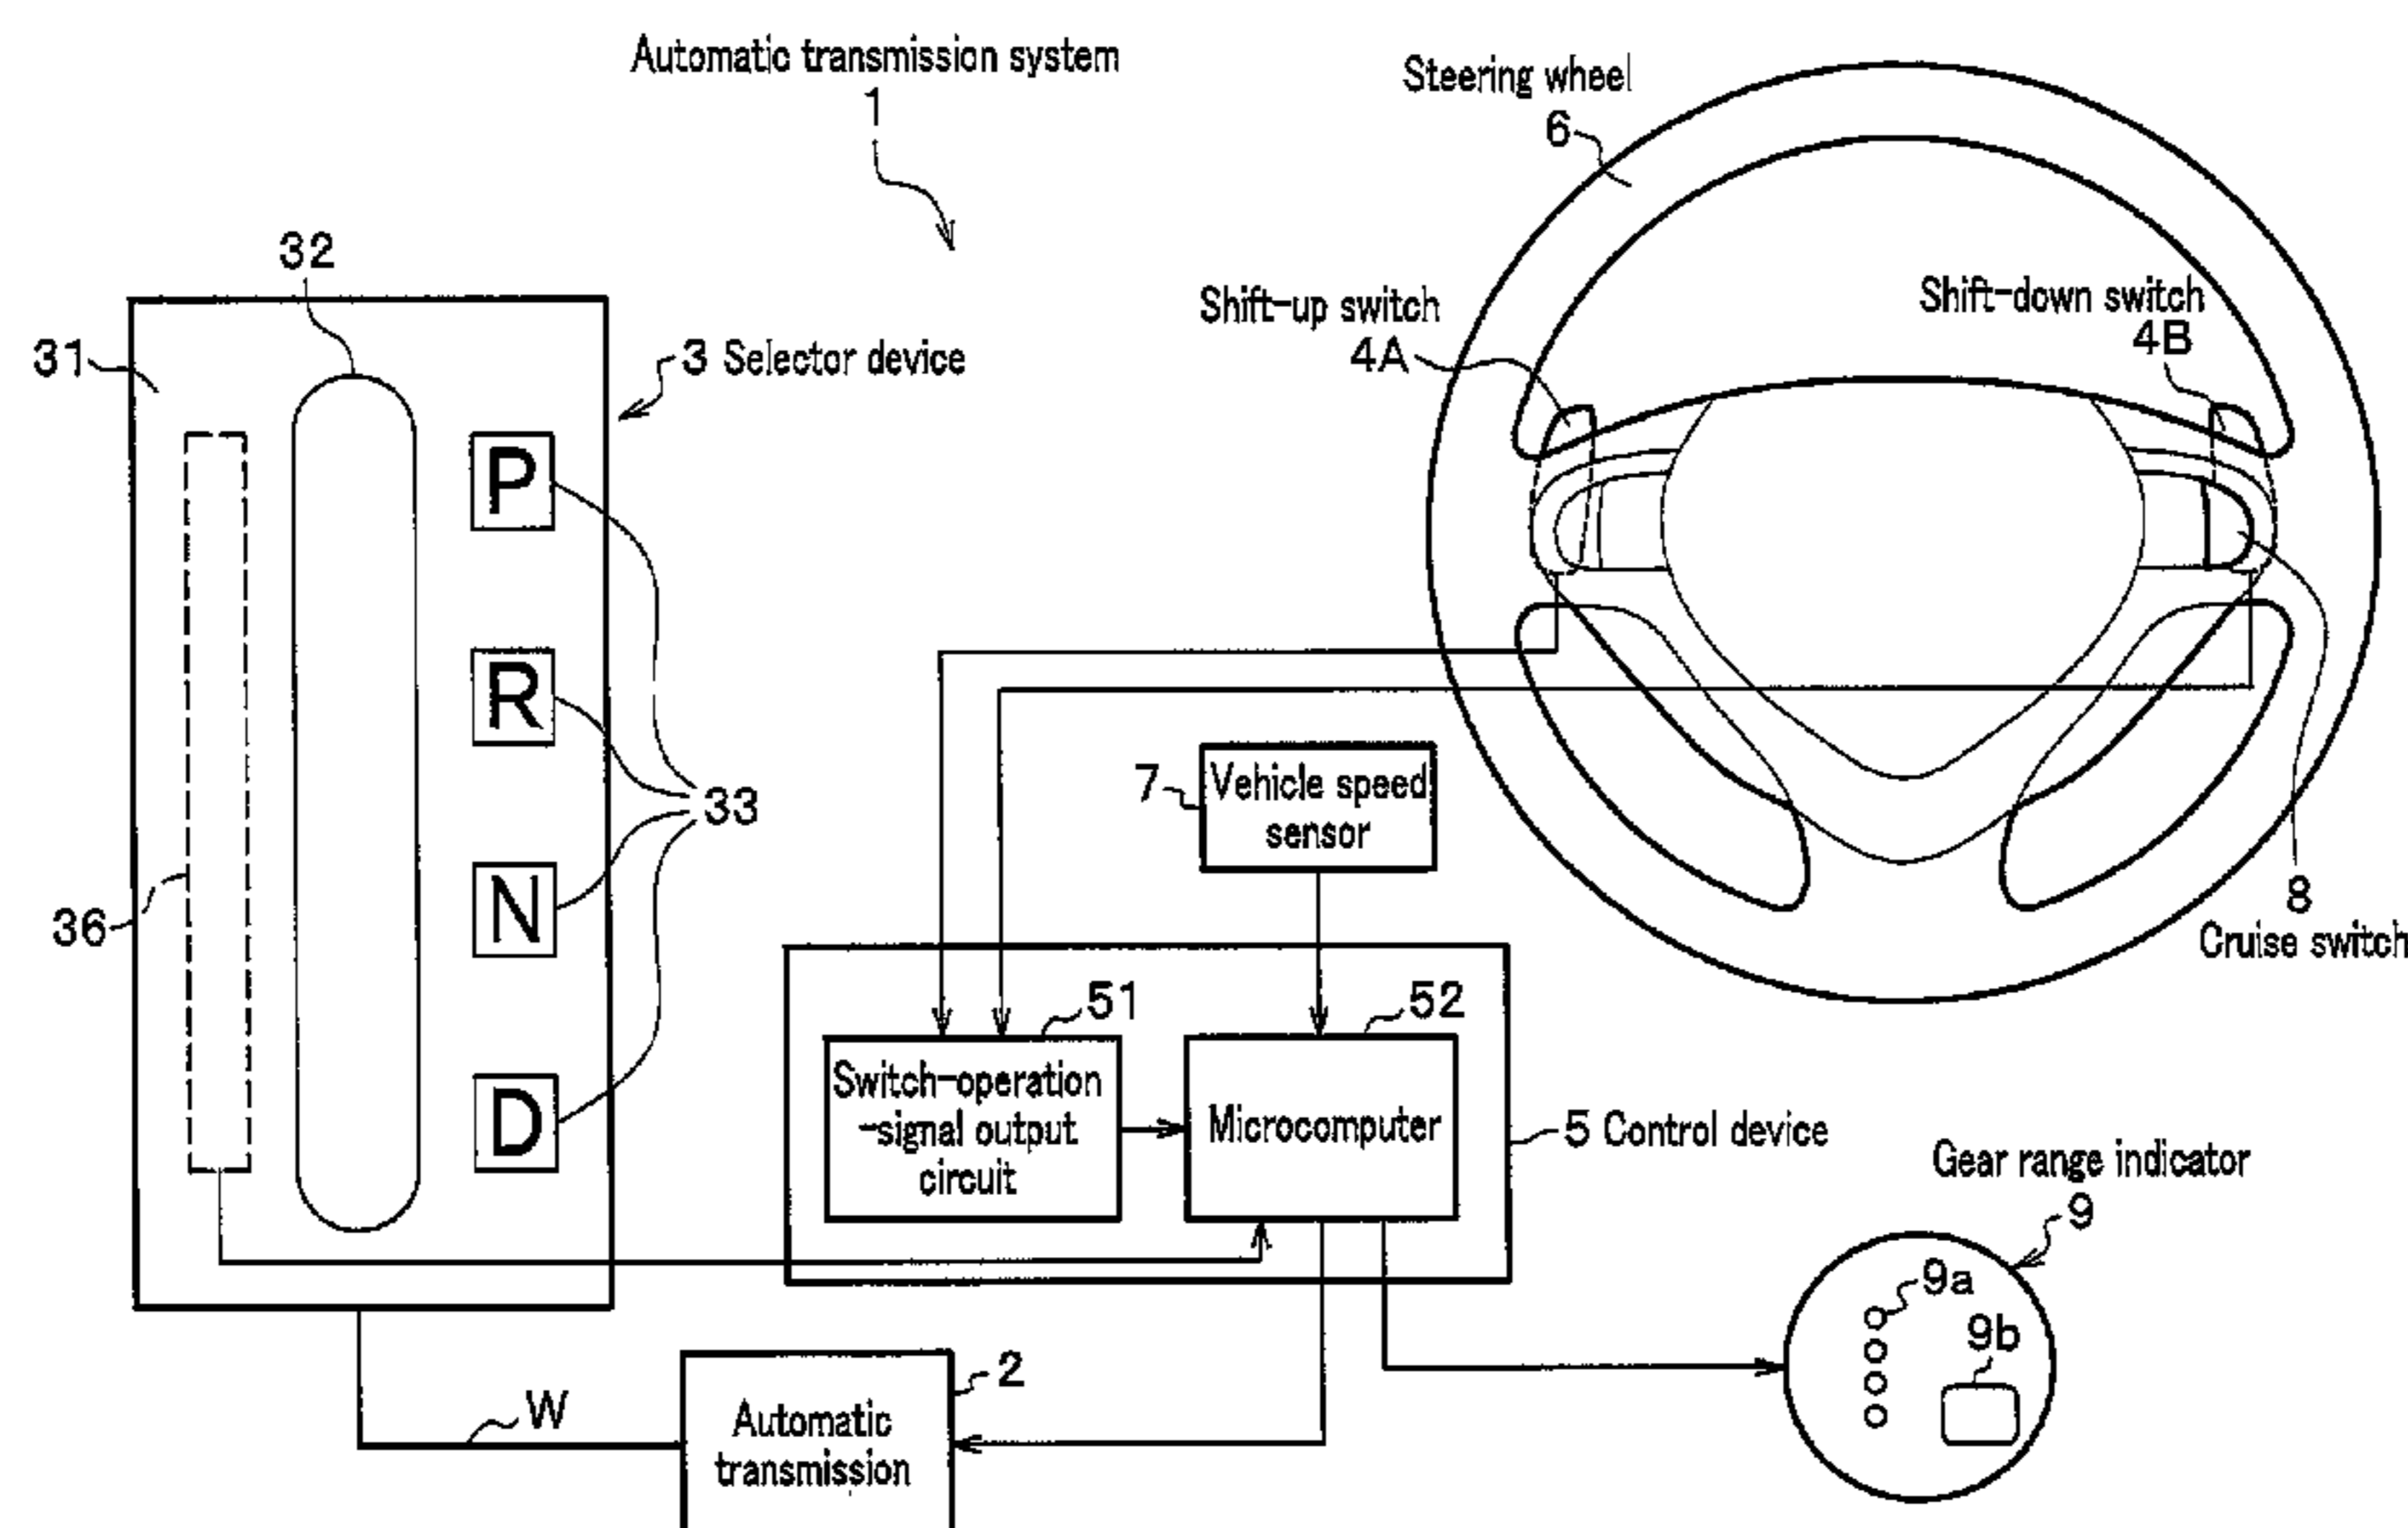 Automatic transmission system
1
Steering wheel
6
32
Shift-up switch
4A
Shift-down switch
4B
31
3 Selector device
P
R
33
N
D
36
7
Vehicle speed
sensor
8
Cruise switch
51
52
Switch-operation
-signal output
circuit
Microcomputer
5 Control device
Gear range indicator
9
9a
9b
2
W
Automatic
transmission